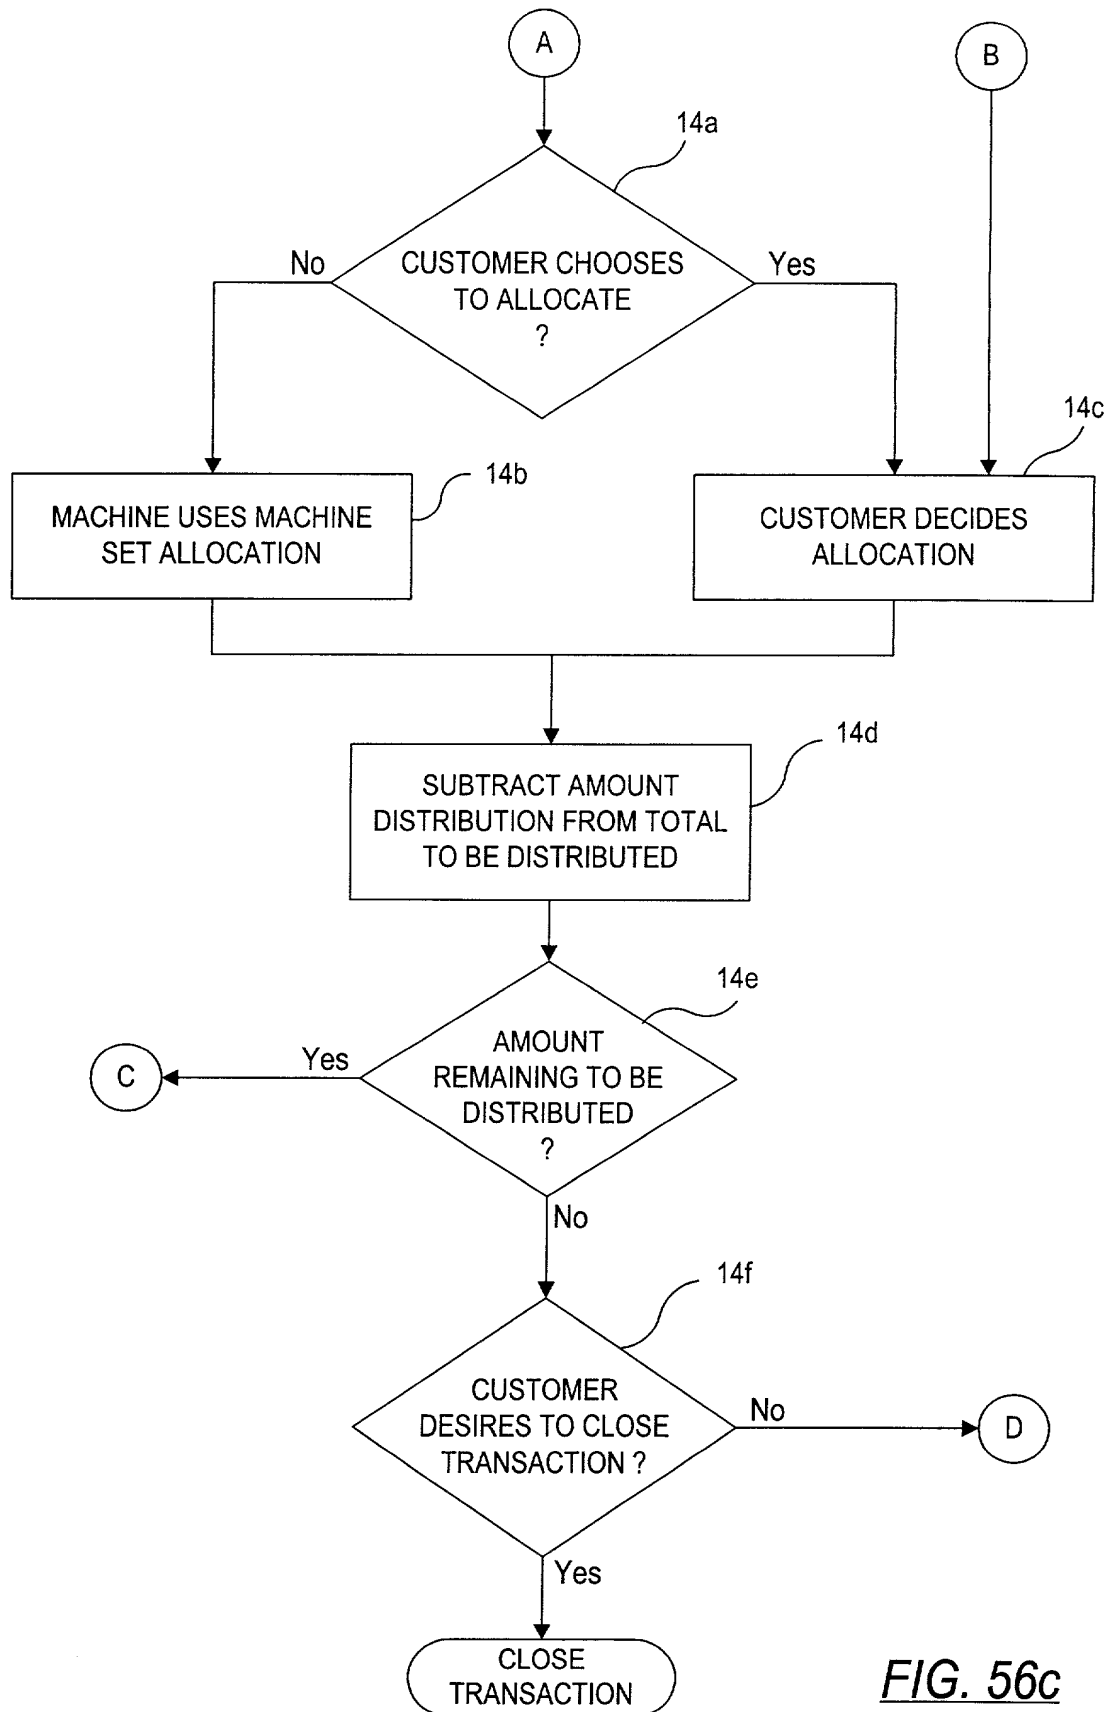 A
B
14a
No
CUSTOMER CHOOSES
TO ALLOCATE
?
Yes
14c
14b
MACHINE USES MACHINE
SET ALLOCATION
CUSTOMER DECIDES
ALLOCATION
14d
SUBTRACT AMOUNT
DISTRIBUTION FROM TOTAL
TO BE DISTRIBUTED
14e
C
Yes
AMOUNT
REMAINING TO BE
DISTRIBUTED
?
No
14f
CUSTOMER
DESIRES TO CLOSE
TRANSACTION ?
No
D
Yes
CLOSE
TRANSACTION
FIG. 56c